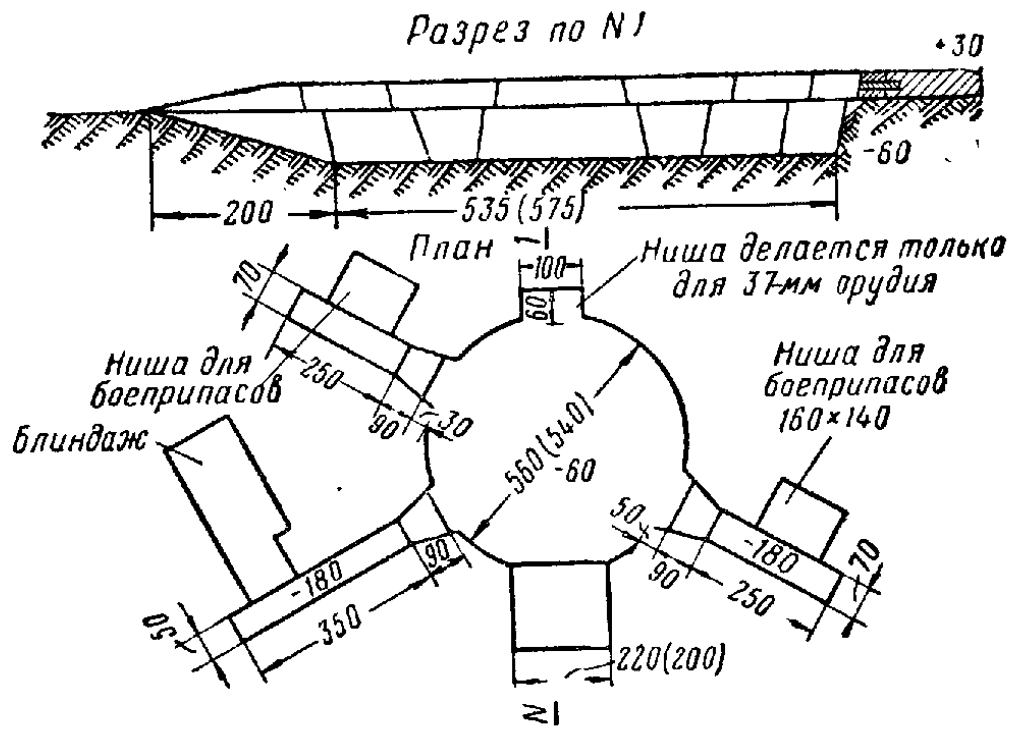 Разрез по N1
+30
-60
200
535(575)
План
1
Ниша делается только
для 37-мм орудия
100
60
70
Ниша для
боеприпасов
250
90
30
Блиндаж
560(540)
-60
Ниша для
боеприпасов
160×140
50
-180
90
250
70
-180
90
350
50
220(200)
N